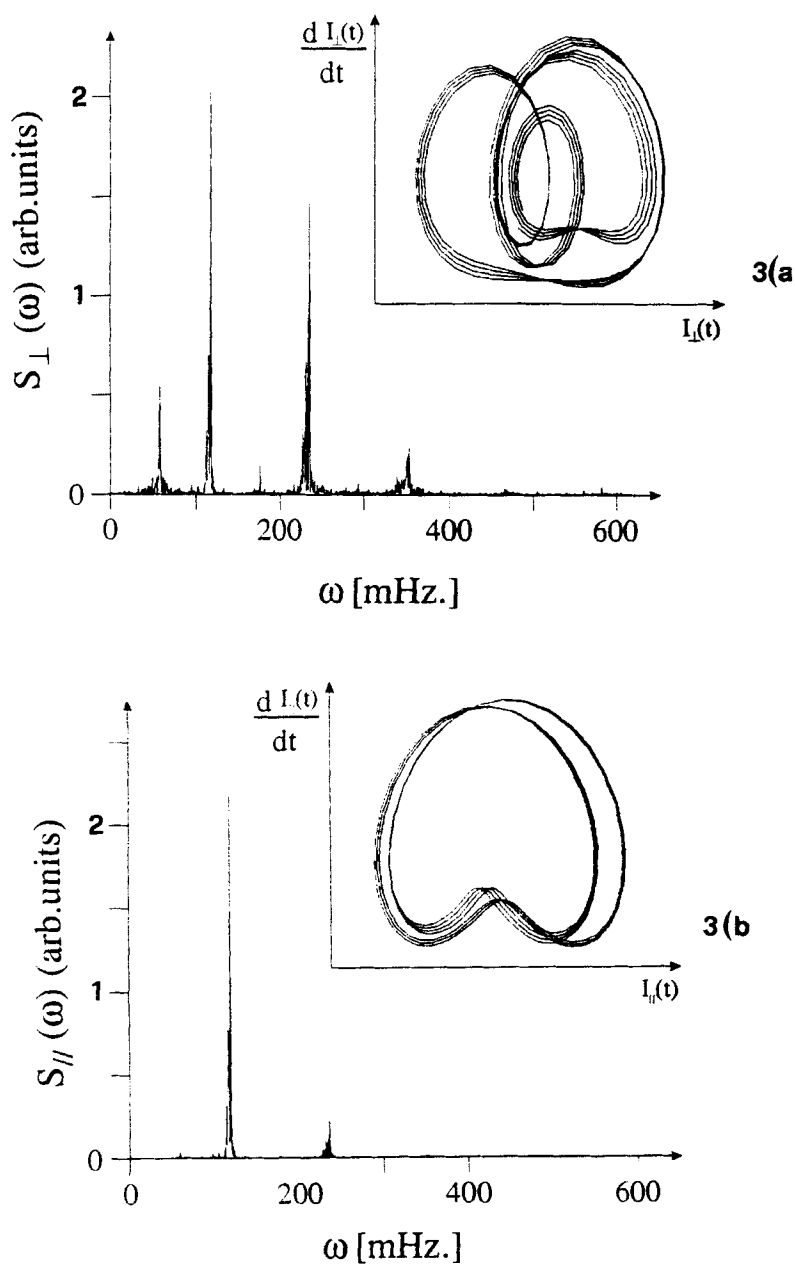 d I⊥(t)
dt
I⊥(t)
S⊥ (ω) (arb.units)
2
1
0
0 200 400 600
ω [mHz.]
3(a
d I..(t)
dt
I//(t)
S// (ω) (arb.units)
2
1
0
0 200 400 600
ω [mHz.]
3(b